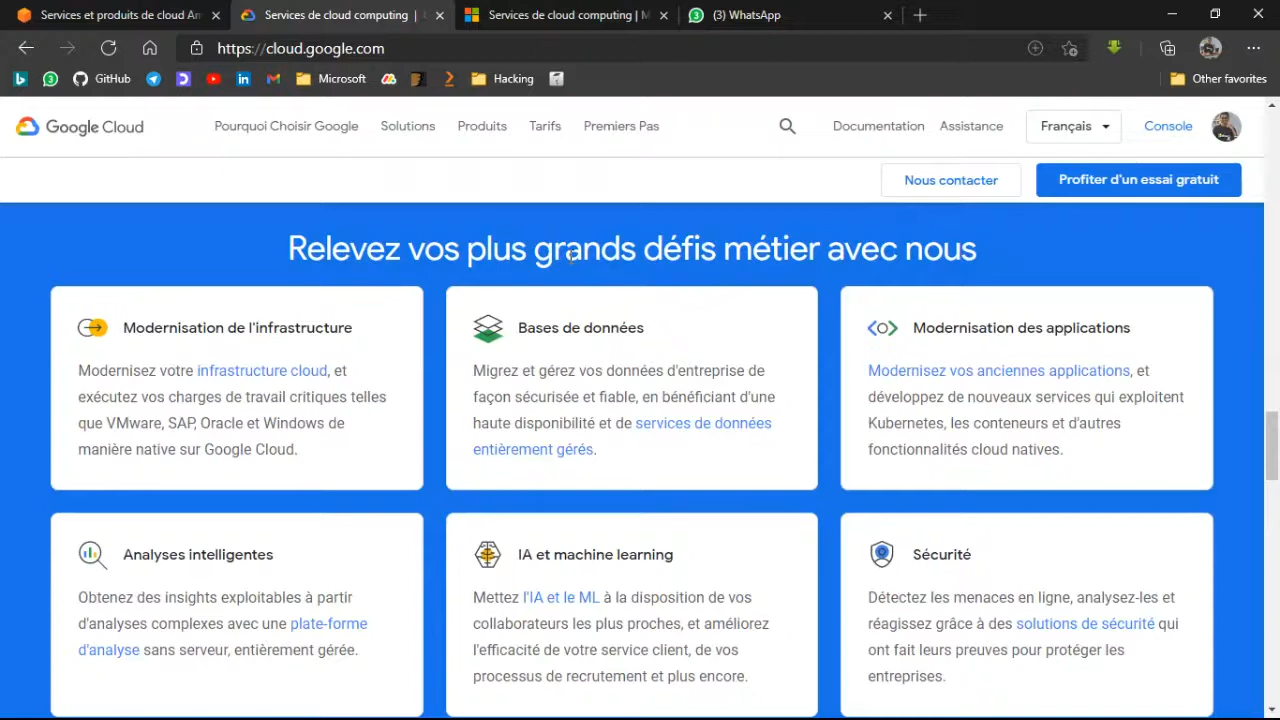 Services et produits de cloud Am
Services de cloud computing |
Services de cloud computing | M
(3) WhatsApp
https://cloud.google.com
GitHub
Microsoft
Hacking
Other favorites
Google Cloud
Pourquoi Choisir Google
Solutions
Produits
Tarifs
Premiers Pas
Documentation
Assistance
Français
Console
Nous contacter
Profiter d'un essai gratuit
Relevez vos plus grands défis métier avec nous
Modernisation de l'infrastructure
Modernisez votre infrastructure cloud, et
exécutez vos charges de travail critiques telles
que VMware, SAP, Oracle et Windows de
manière native sur Google Cloud.
Bases de données
Migrez et gérez vos données d'entreprise de
façon sécurisée et fiable, en bénéficiant d'une
haute disponibilité et de services de données
entièrement gérés.
Modernisation des applications
Modernisez vos anciennes applications, et
développez de nouveaux services qui exploitent
Kubernetes, les conteneurs et d'autres
fonctionnalités cloud natives.
Analyses intelligentes
Obtenez des insights exploitables à partir
d'analyses complexes avec une plate-forme
d'analyse sans serveur, entièrement gérée.
IA et machine learning
Mettez l'IA et le ML à la disposition de vos
collaborateurs les plus proches, et améliorez
l'efficacité de votre service client, de vos
processus de recrutement et plus encore.
Sécurité
Détectez les menaces en ligne, analysez-les et
réagissez grâce à des solutions de sécurité qui
ont fait leurs preuves pour protéger les
entreprises.